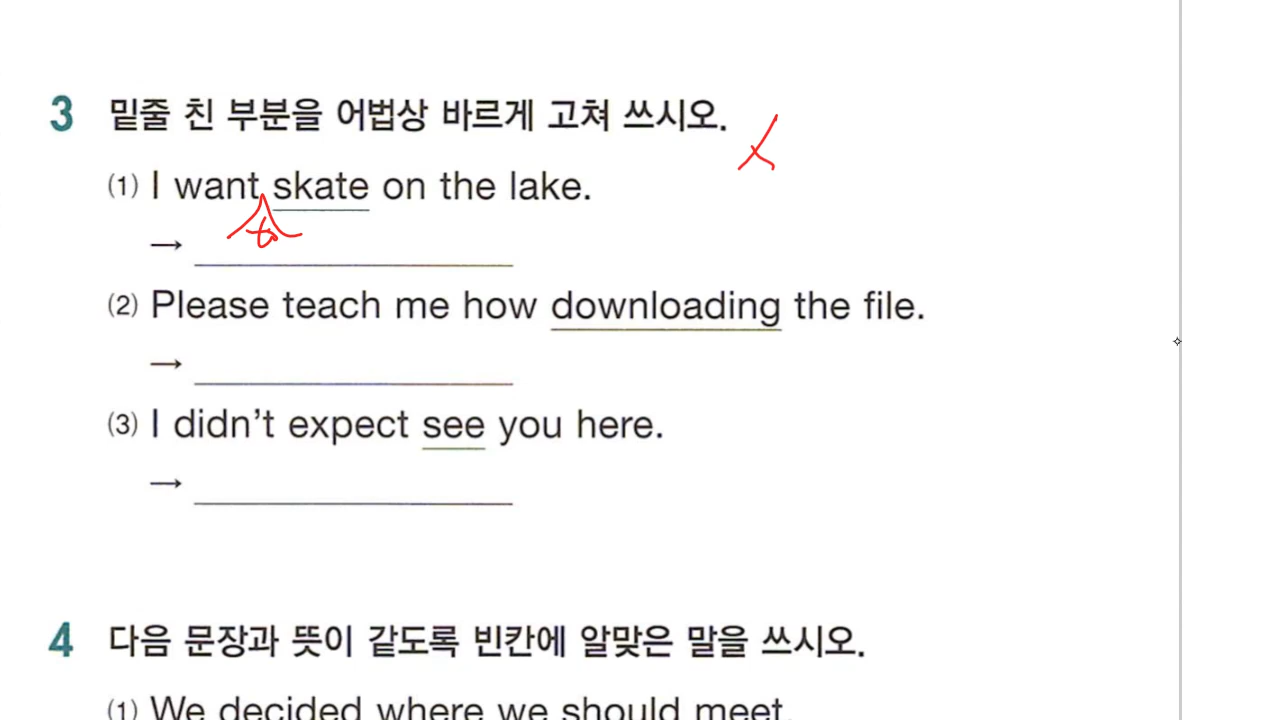 3 밑줄 친 부분을 어법상 바르게 고쳐 쓰시오.
(1) I want skate on the lake.
to
→
(2) Please teach me how downloading the file.
→
(3) I didn't expect see you here.
→
4 다음 문장과 뜻이 같도록 빈칸에 알맞은 말을 쓰시오.
(1) We decided where we should meet.